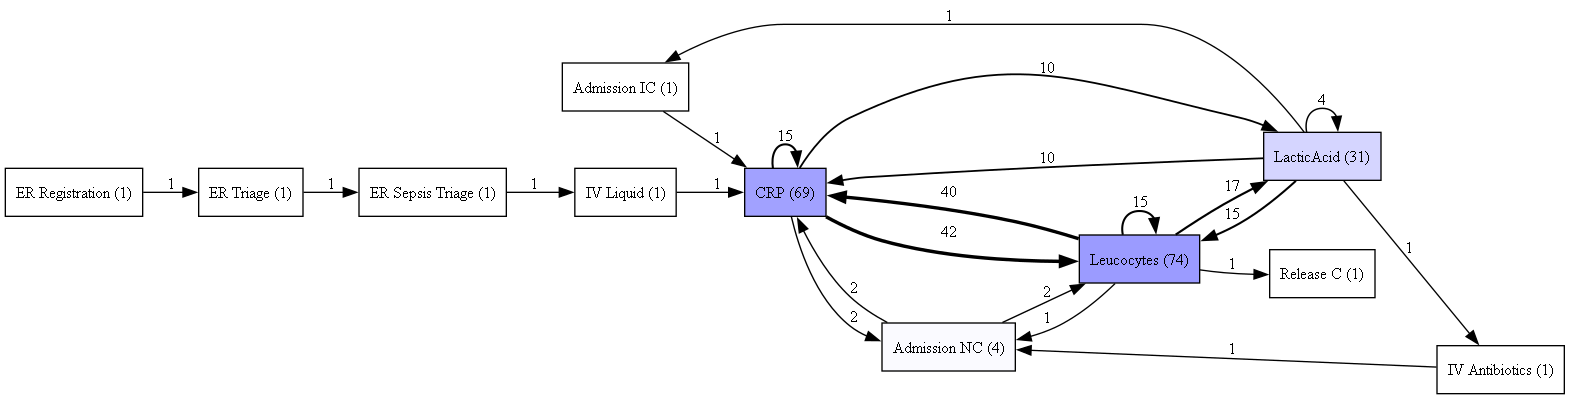 1
Admission IC (1)
10
4
1
15
LacticAcid (31)
10
ER Registration (1)
1
ER Triage (1)
1
ER Sepsis Triage (1)
1
IV Liquid (1)
1
CRP (69)
40
17
15
15
42
Leucocytes (74)
1
1
Release C (1)
2
2
2
1
Admission NC (4)
1
IV Antibiotics (1)